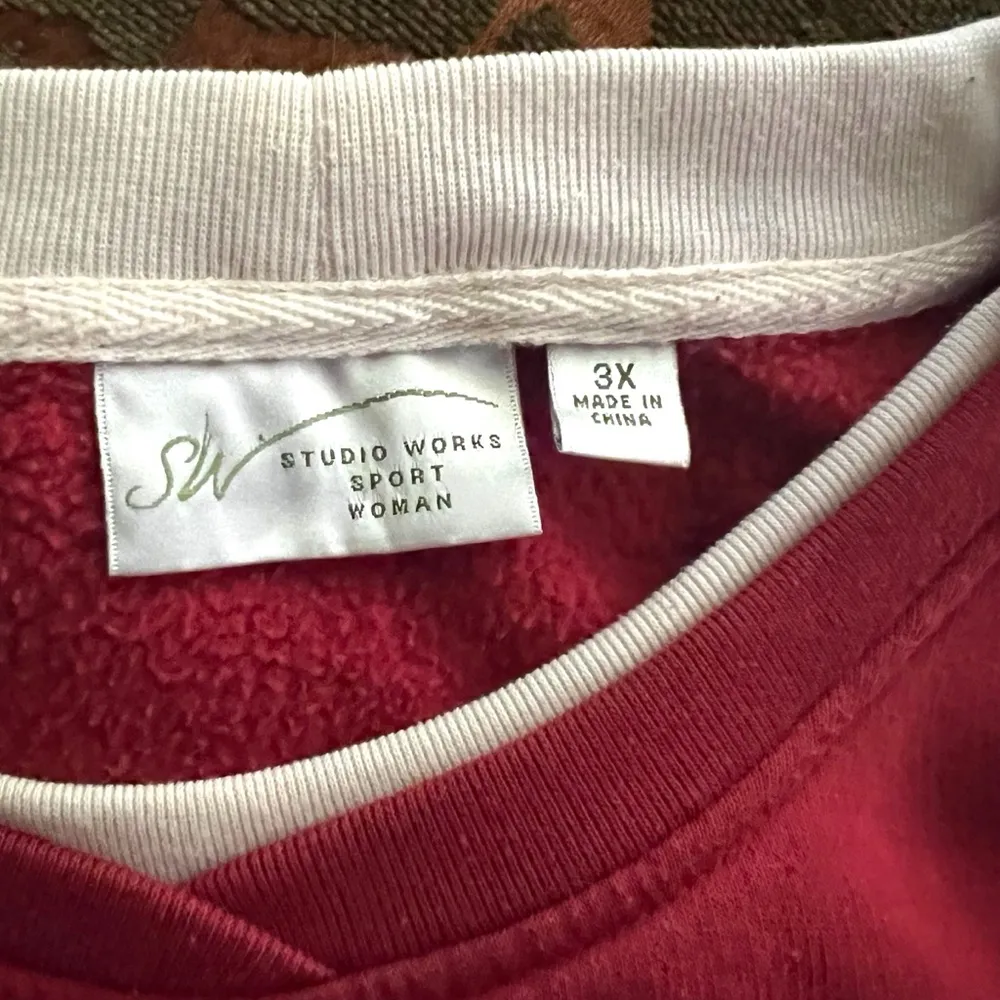 SW
STUDIO WORKS
SPORT
WOMAN
3X
MADE IN
CHINA